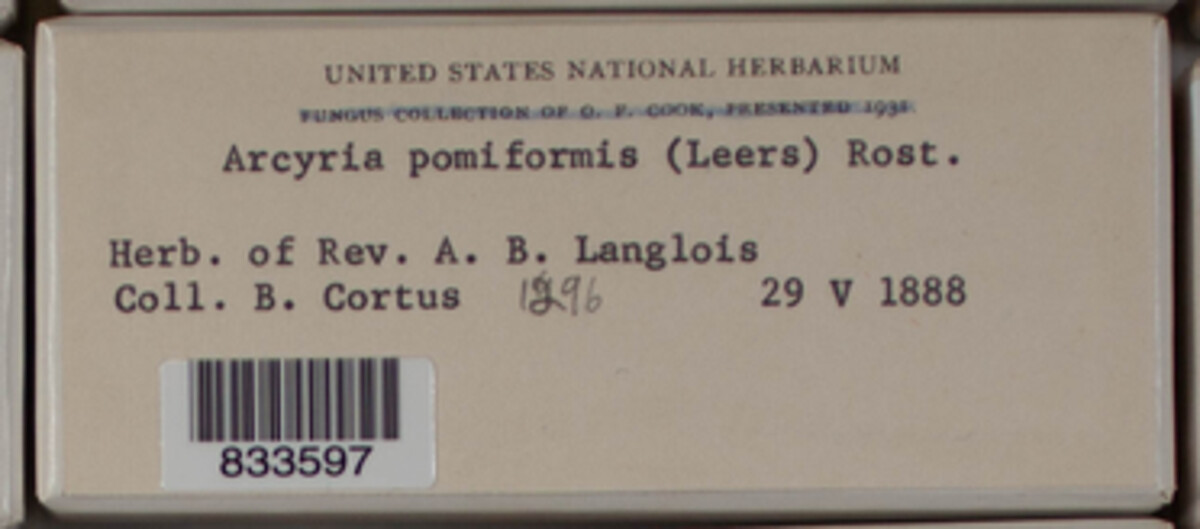 UNITED STATES NATIONAL HERBARIUM
FUNGUS COLLECTION OF O. F. COOK, PRESENTED 1931
Arcyria pomiformis (Leers) Rost.
Herb. of Rev. A. B. Langlois
Coll. B. Cortus 1296 29 V 1888
833597